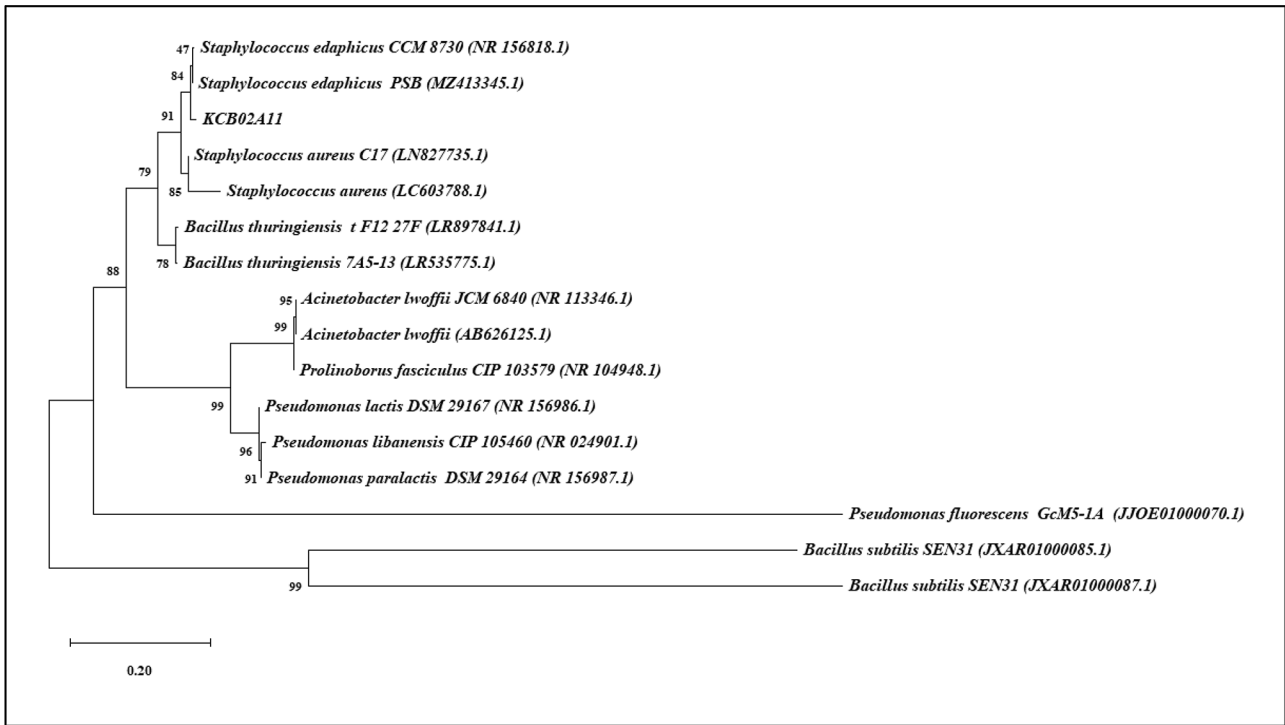 47 Staphylococcus edaphicus CCM 8730 (NR 156818.1)
84 Staphylococcus edaphicus PSB (MZ413345.1)
91 KCB02A11
Staphylococcus aureus C17 (LN827735.1)
79
85 Staphylococcus aureus (LC603788.1)
Bacillus thuringiensis t F12 27F (LR897841.1)
78 Bacillus thuringiensis 7A5-13 (LR535775.1)
88
95 Acinetobacter lwoffii JCM 6840 (NR 113346.1)
99 Acinetobacter lwoffii (AB626125.1)
Prolinoborus fasciculus CIP 103579 (NR 104948.1)
99 Pseudomonas lactis DSM 29167 (NR 156986.1)
Pseudomonas libanensis CIP 105460 (NR 024901.1)
96
91 Pseudomonas paralactis DSM 29164 (NR 156987.1)
Pseudomonas fluorescens GcM5-1A (JJOE01000070.1)
Bacillus subtilis SEN31 (JXAR01000085.1)
99 Bacillus subtilis SEN31 (JXAR01000087.1)
0.20